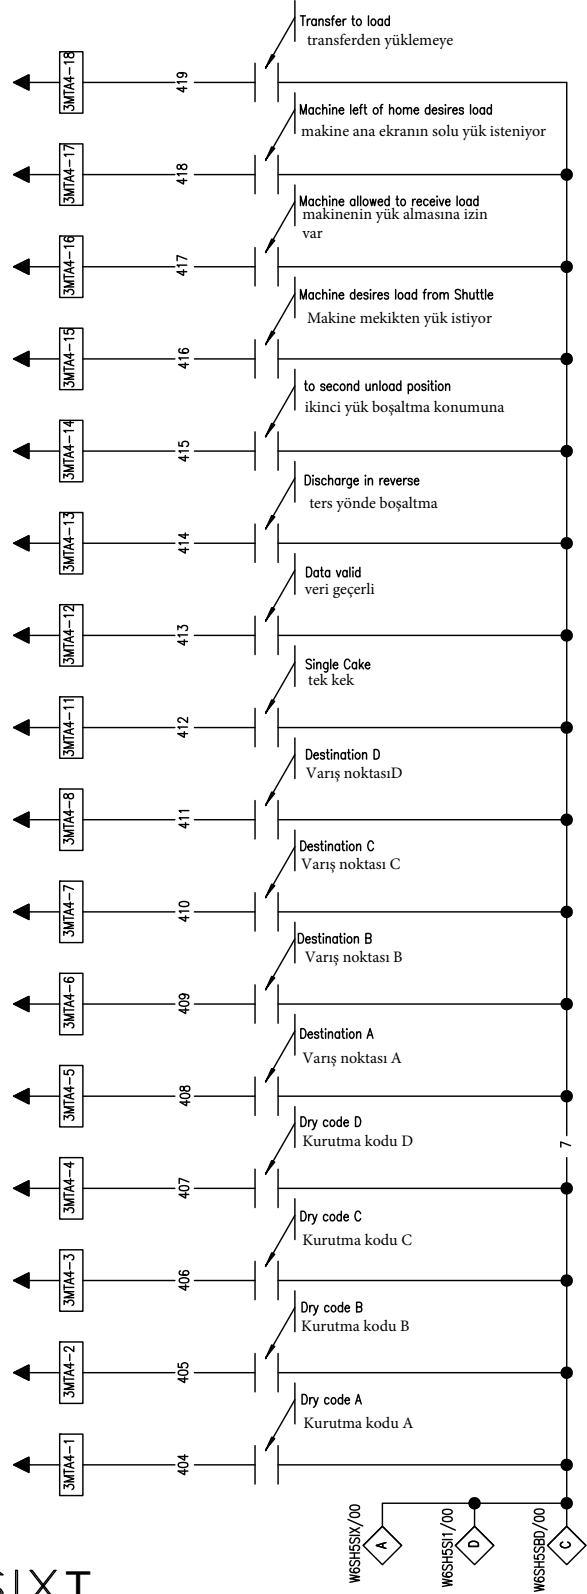 Transfer to load
transferden yüklemeye
3MTA4-18
419
Machine left of home desires load
makine ana ekranın solu yük isteniyor
3MTA4-17
418
Machine allowed to receive load
makinenin yük almasına izin
var
3MTA4-16
417
Machine desires load from Shuttle
Makine mekikten yük istiyor
3MTA4-15
416
to second unload position
ikinci yük boşaltma konumuna
3MTA4-14
415
Discharge in reverse
ters yönde boşaltma
3MTA4-13
414
Data valid
veri geçerli
3MTA4-12
413
Single Cake
tek kek
3MTA4-11
412
Destination D
Varış noktasıD
3MTA4-8
411
Destination C
Varış noktası C
3MTA4-7
410
Destination B
Varış noktası B
3MTA4-6
409
Destination A
Varış noktası A
3MTA4-5
408
Dry code D
Kurutma kodu D
7
3MTA4-4
407
Dry code C
Kurutma kodu C
3MTA4-3
406
Dry code B
Kurutma kodu B
3MTA4-2
405
Dry code A
Kurutma kodu A
3MTA4-1
404
W6SH5SIX/00
A
W6SH5SI1/00
D
W6SH5SBD/00
C
SIXT